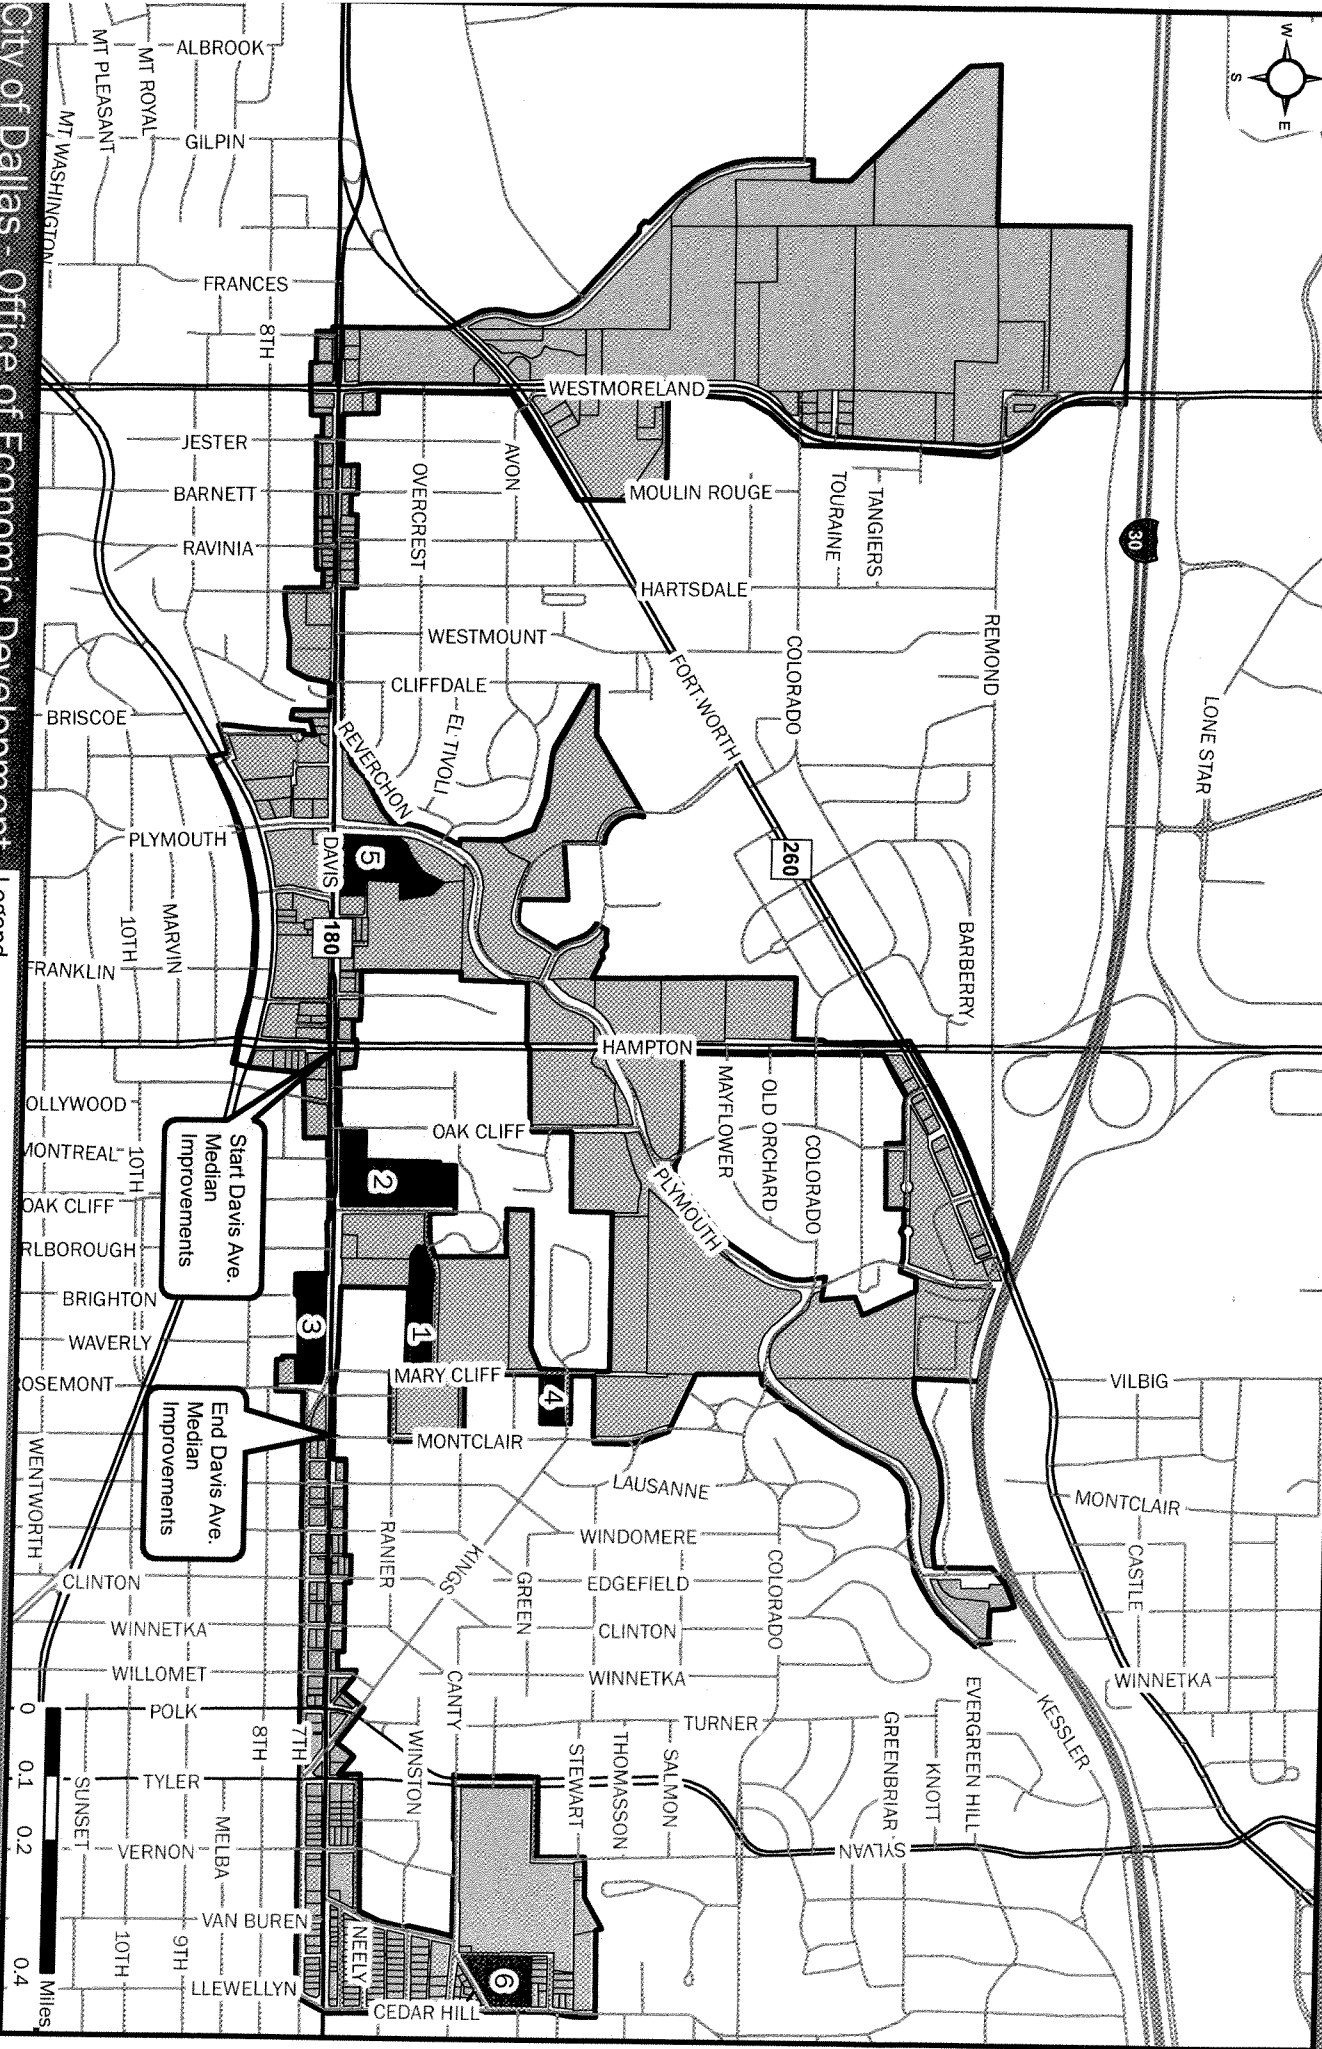 W
S
E
ALBROOK
MT ROYAL
MT PLEASANT
MT. WASHINGTON
GILPIN
FRANCES
8TH
WESTMORELAND
JESTER
BARNETT
RAVINIA
OVERCREST
AVON
MOULIN ROUGE
TOURAINE
TANGIERS
30
HARTSDALE
WESTMOUNT
CLIFFDALE
FORT WORTH
COLORADO
REMOND
LONE STAR
BRISCOE
REVERCHON
EL TIVOLI
PLYMOUTH
DAVIS
5
260
10TH
MARVIN
FRANKLIN
180
BARBERRY
HAMPTON
MAYFLOWER
OLD ORCHARD
COLORADO
OLLYWOOD
MONTREAL
10TH
OAK CLIFF
OAK CLIFF
RLBOROUGH
BRIGHTON
WAVERLY
OSEMONT
Start Davis Ave.
Median
Improvements
2
PLYMOUTH
3
1
MARY CLIFF
4
VILBIG
End Davis Ave.
Median
Improvements
MONTCLAIR
LAUSANNE
MONTCLAIR
WENTWORTH
RANIER
KINGS
GREEN
WINDOMERE
EDGEFIELD
COLORADO
CASTLE
CLINTON
CLINTON
WINNETKA
WILLOMET
WINNETKA
WINNETKA
CANTY
POLK
TURNER
EVERGREEN HILL
KESSLER
8TH
7TH
WINSTON
STEWART
THOMASSON
SALMON
GREENBRIAR
KNOTT
TYLER
SUNSET
MELBA
VERNON
SYLVAN
VAN BUREN
NEELY
10TH
9TH
LLEWELLYN
6
CEDAR HILL
0
0.1
0.2
0.4
Miles
City of Dallas - Office of Economic Development
Legend